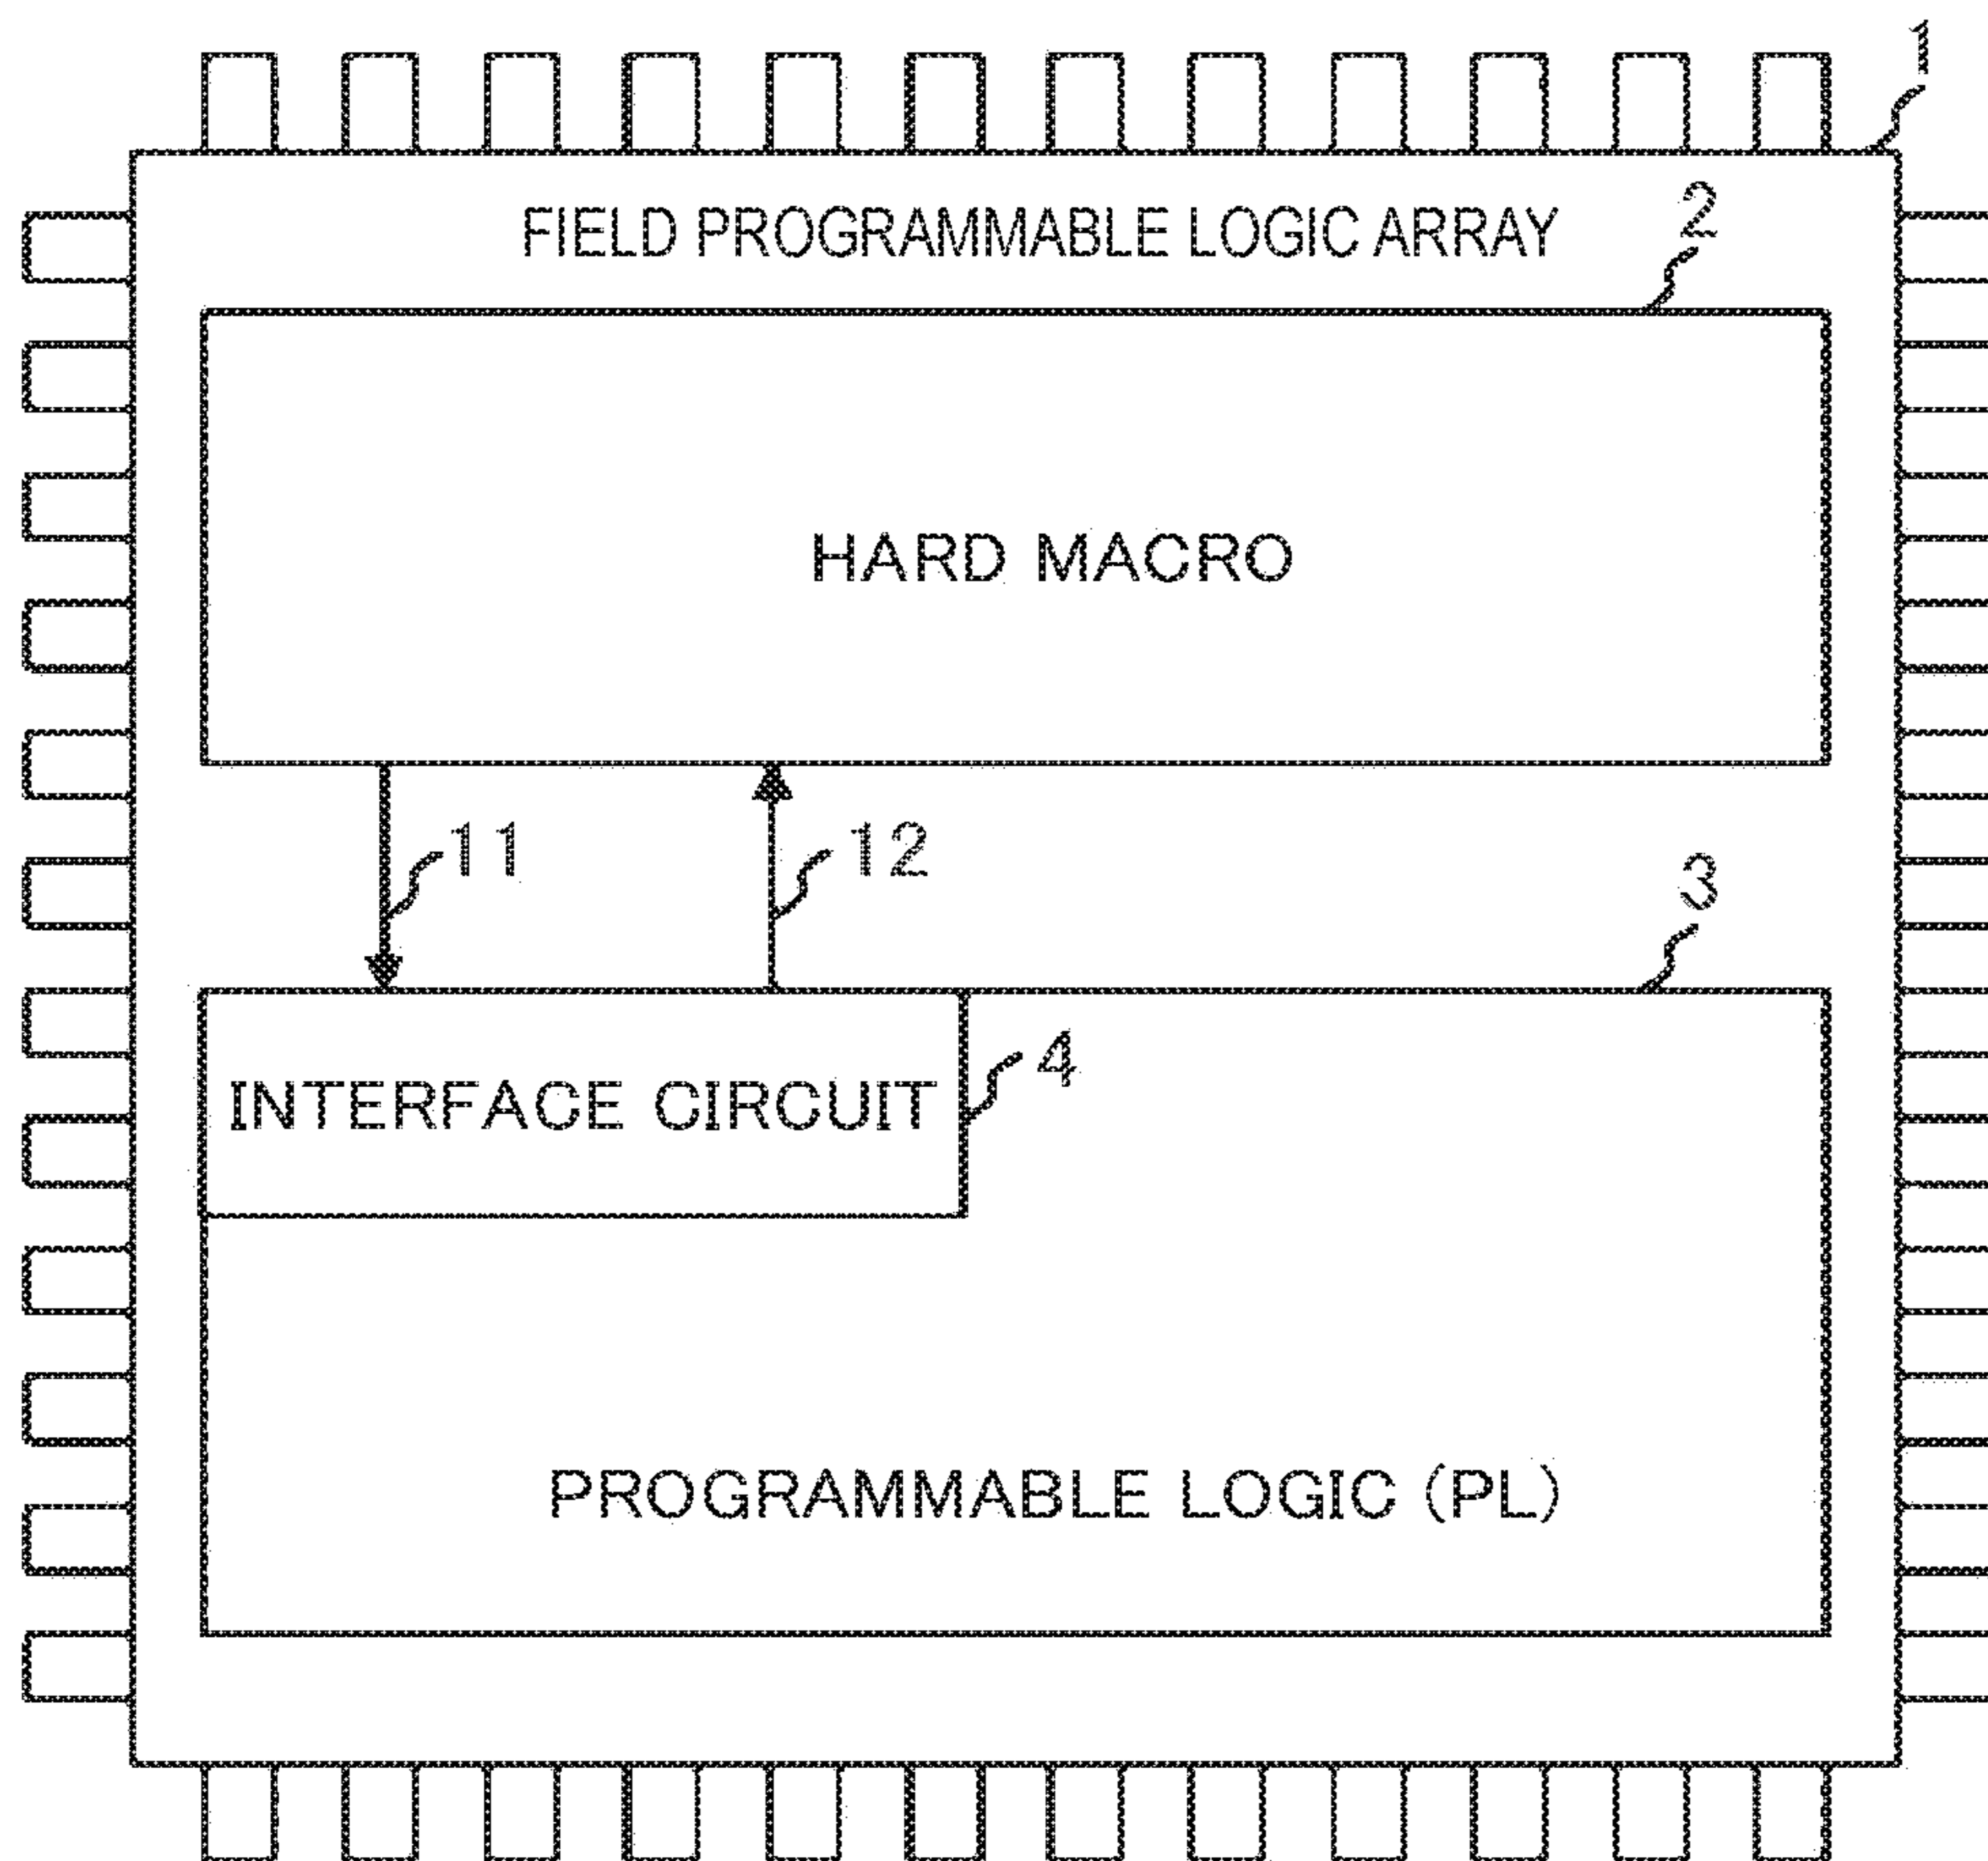 1
FIELD PROGRAMMABLE LOGIC ARRAY
2
HARD MACRO
11
12
3
INTERFACE CIRCUIT
4
PROGRAMMABLE LOGIC (PL)